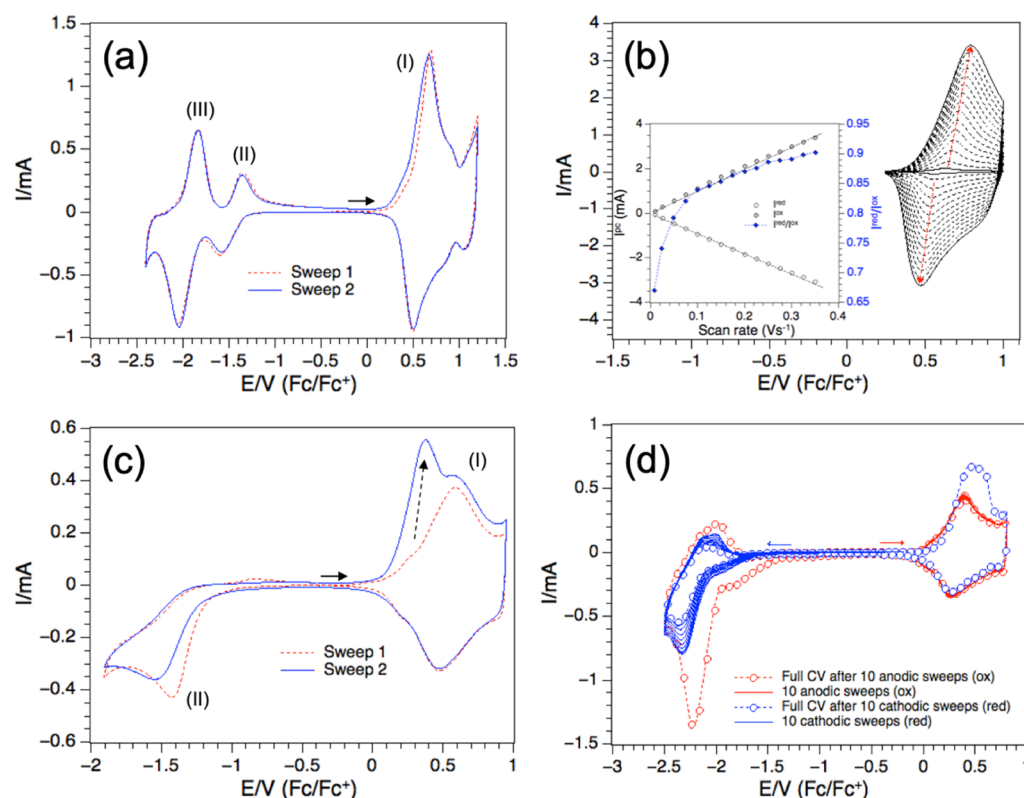 (a)
1.5
1
0.5
0
−0.5
−1
I/mA
(I)
(III)
(II)
Sweep 1
Sweep 2
−3 −2.5 −2 −1.5 −1 −0.5 0 0.5 1 1.5
E/V (Fc/Fc+)
(b)
4
3
2
1
0
−1
−2
−3
−4
I/mA
4
2
0
−2
−4
Ipc (mA)
0.95
0.90
0.85
0.80
0.75
0.70
0.65
Ired/Iox
Ired
Iox
Ired/Iox
0 0.1 0.2 0.3 0.4
Scan rate (Vs-1)
−1.5 −1 −0.5 0 0.5 1
E/V (Fc/Fc+)
(c)
0.6
0.4
0.2
0
−0.2
−0.4
−0.6
I/mA
(I)
(II)
Sweep 1
Sweep 2
−2 −1.5 −1 −0.5 0 0.5 1
E/V (Fc/Fc+)
(d)
1
0.5
0
−0.5
−1
−1.5
I/mA
Full CV after 10 anodic sweeps (ox)
10 anodic sweeps (ox)
Full CV after 10 cathodic sweeps (red)
10 cathodic sweeps (red)
−3 −2.5 −2 −1.5 −1 −0.5 0 0.5 1
E/V (Fc/Fc+)